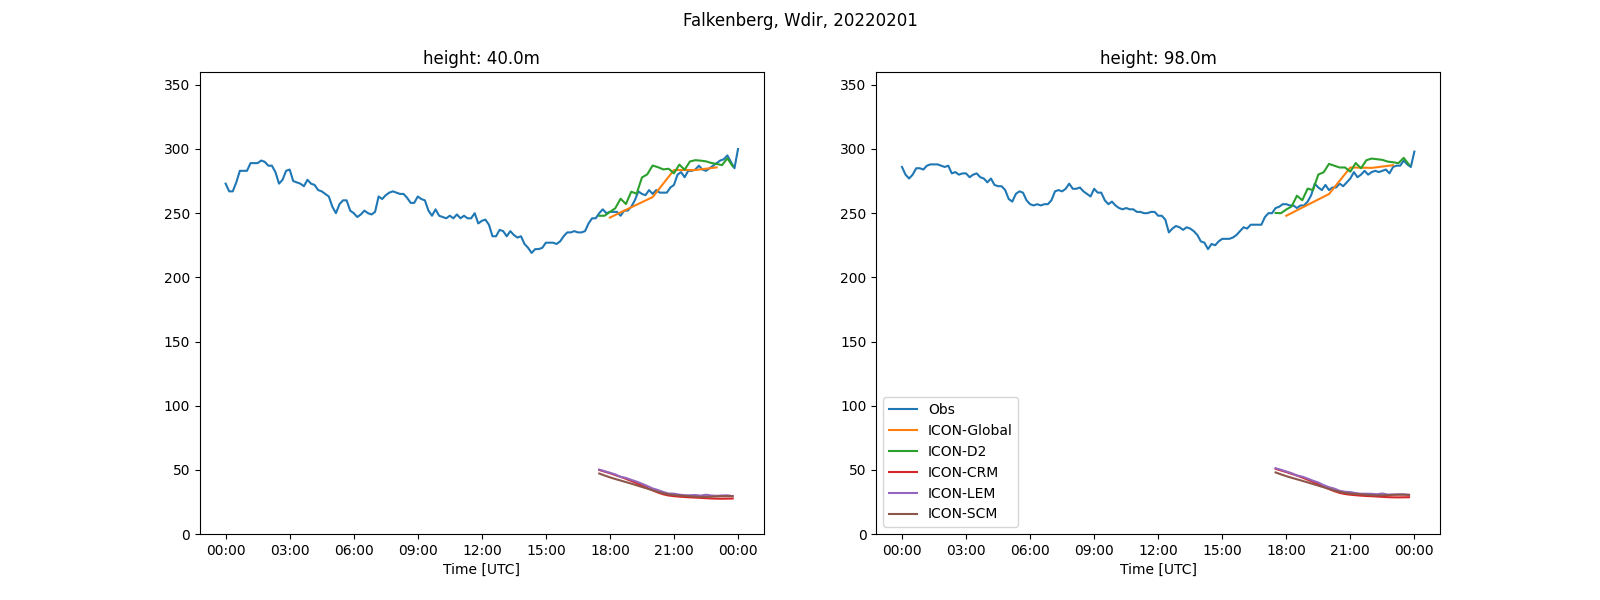 Falkenberg, Wdir, 20220201
height: 40.0m
350
300
250
200
150
100
50
0
00:00 03:00 06:00 09:00 12:00 15:00 18:00 21:00 00:00
Time [UTC]
height: 98.0m
350
300
250
200
150
100
50
0
Obs
ICON-Global
ICON-D2
ICON-CRM
ICON-LEM
ICON-SCM
00:00 03:00 06:00 09:00 12:00 15:00 18:00 21:00 00:00
Time [UTC]